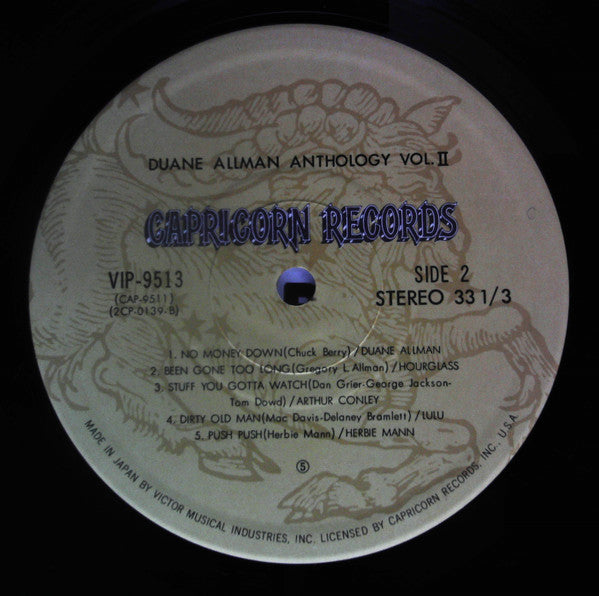 DUANE ALLMAN ANTHOLOGY VOL. II
CAPRICORN RECORDS
VIP-9513
(CAP-9511)
(2CP-0139-B)
SIDE 2
STEREO 33 1/3
1. NO MONEY DOWN(Chuck Berry)/DUANE ALLMAN
2. BEEN GONE TOO LONG(Gregory L.Allman)/HOURGLASS
3. STUFF YOU GOTTA WATCH(Dan Grier-George Jackson-
Tom Dowd)/ARTHUR CONLEY
4. DIRTY OLD MAN(Mac Davis-Delaney Bramlett)/LULU
5. PUSH PUSH(Herbie Mann)/HERBIE MANN
⑤
MADE IN JAPAN BY VICTOR MUSICAL INDUSTRIES, INC. LICENSED BY CAPRICORN RECORDS, INC., U.S.A